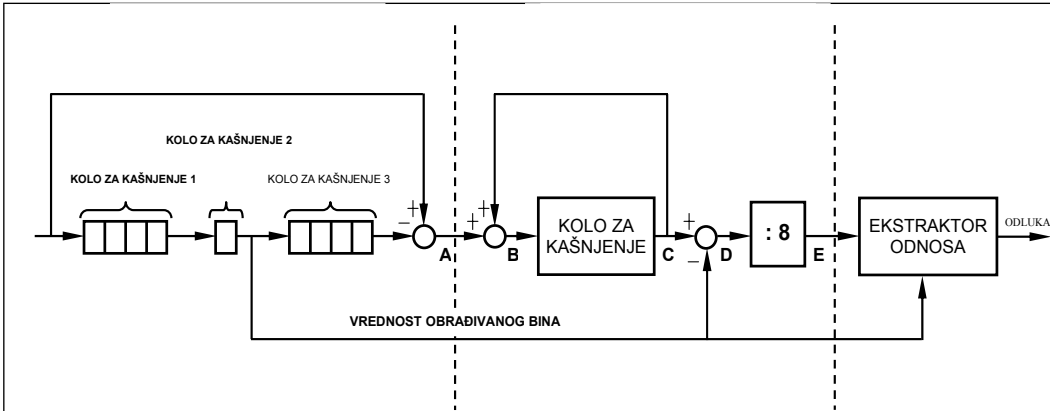 KOLO ZA KAŠNJENJE 2
KOLO ZA KAŠNJENJE 1
KOLO ZA KAŠNJENJE 3
+
−
A
+
+
B
KOLO ZA
KAŠNJENJE
C
+
−
D
: 8
E
EKSTRAKTOR
ODNOSA
ODLUKA
VREDNOST OBRAĐIVANOG BINA